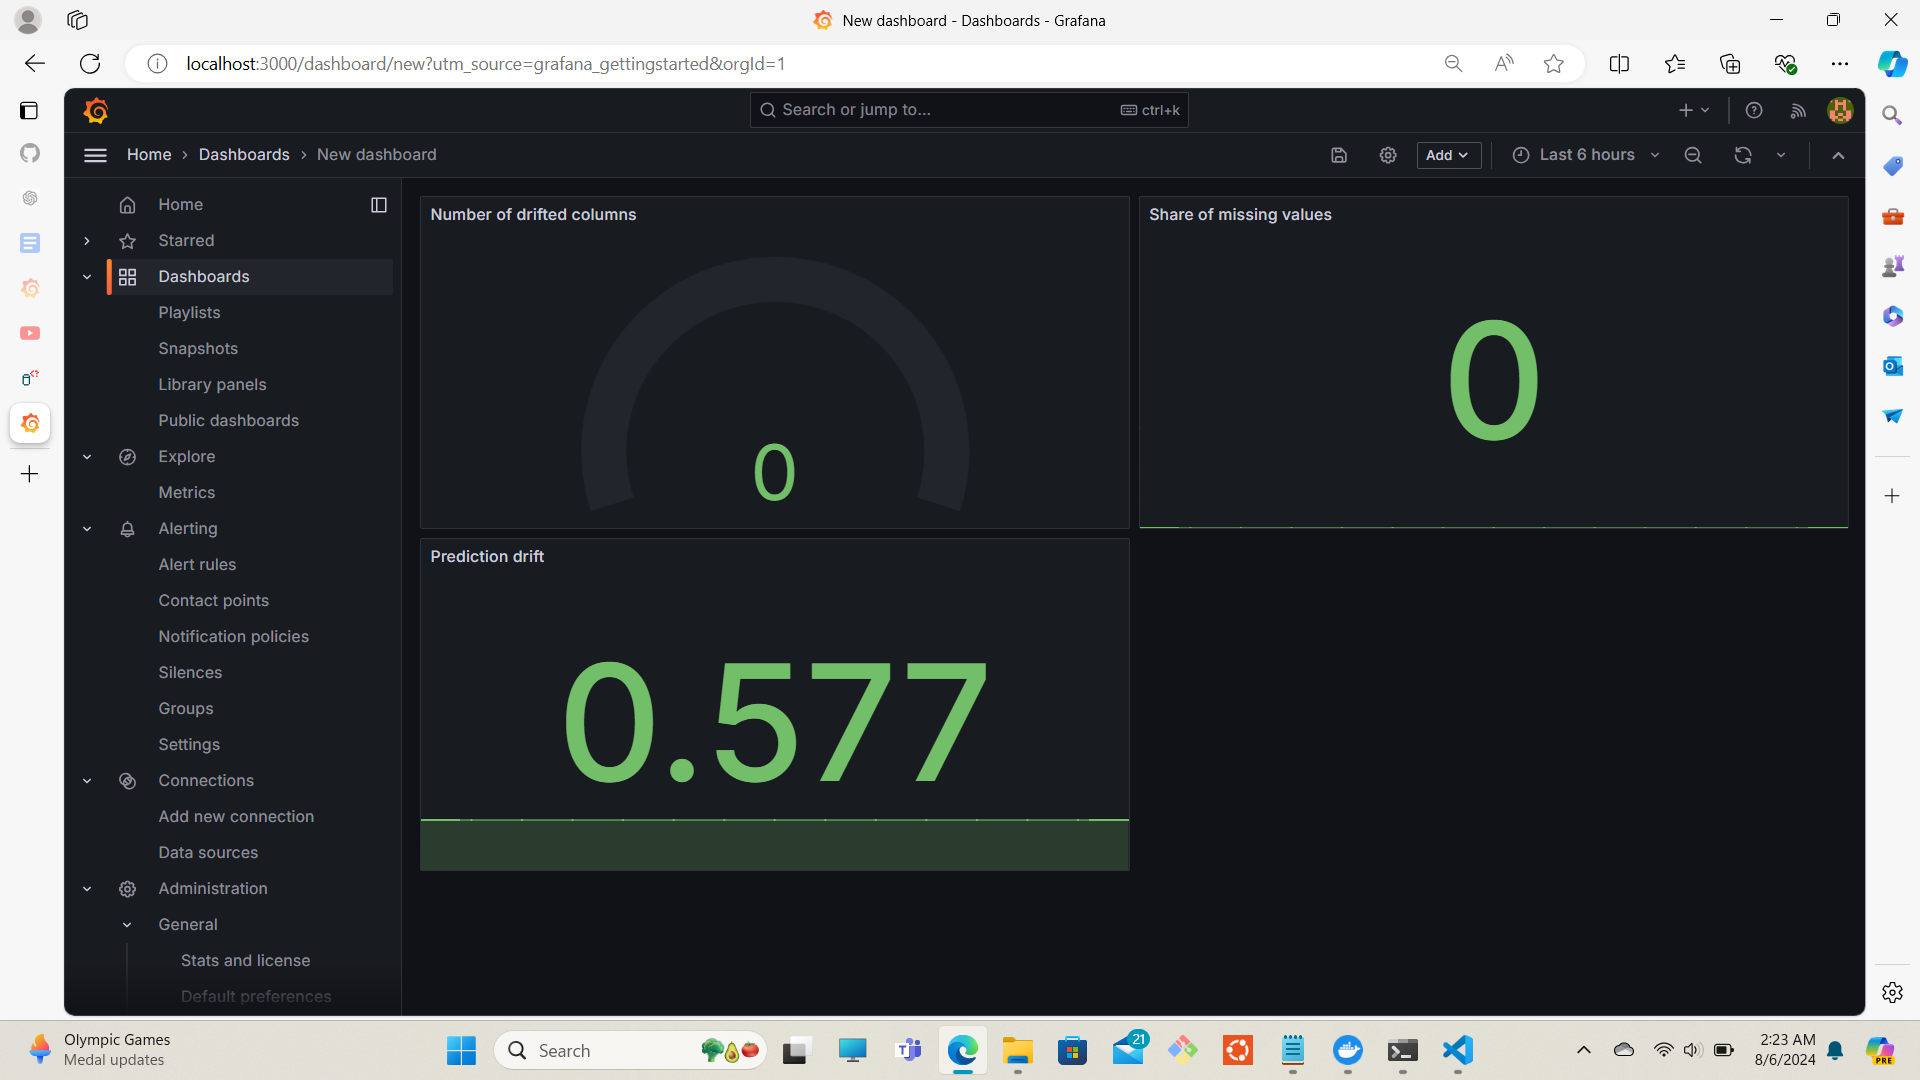 New dashboard - Dashboards - Grafana
localhost:3000/dashboard/new?utm_source=grafana_gettingstarted&orgId=1
Search or jump to... ctrl+k
Home › Dashboards › New dashboard
Add
Last 6 hours
Home
Starred
Dashboards
Playlists
Snapshots
Library panels
Public dashboards
Explore
Metrics
Alerting
Alert rules
Contact points
Notification policies
Silences
Groups
Settings
Connections
Add new connection
Data sources
Administration
General
Stats and license
Default preferences
Number of drifted columns
0
Share of missing values
0
Prediction drift
0.577
Olympic Games
Medal updates
Search
21
2:23 AM
8/6/2024
PRE